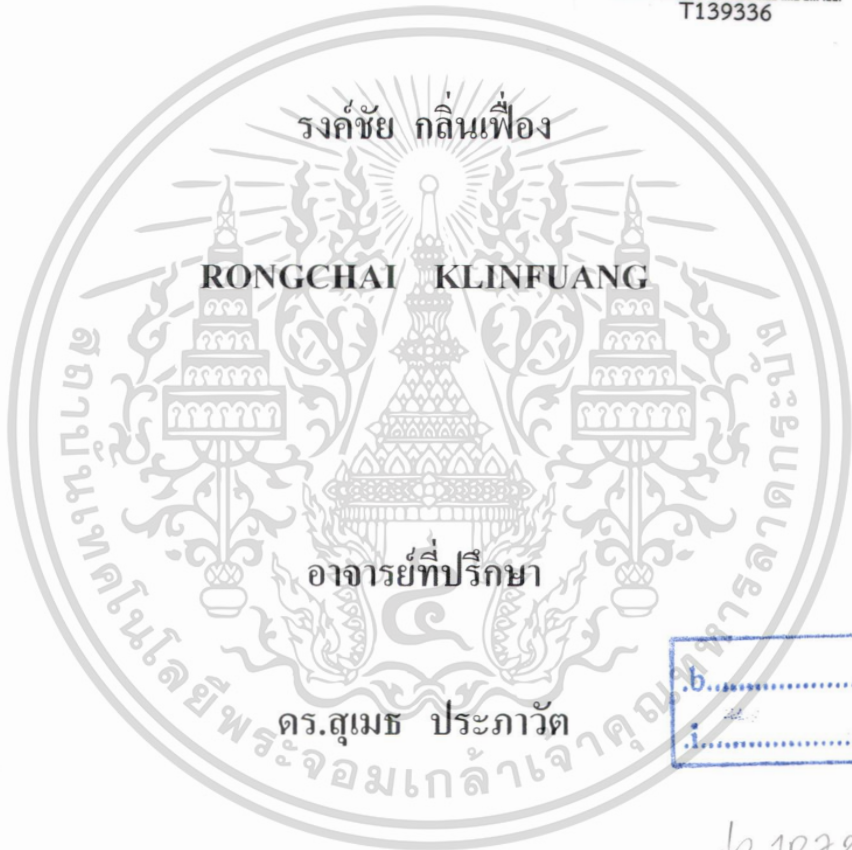 T139336
รงค์ชัย กลิ่นเฟื่อง
RONGCHAI KLINFUANG
อาจารย์ที่ปรึกษา
ดร.สุเมธ ประภาวัต
สถาบันเทคโนโลยีพระจอมเกล้าเจ้าคุณทหารลาดกระบัง
.b.
.i.